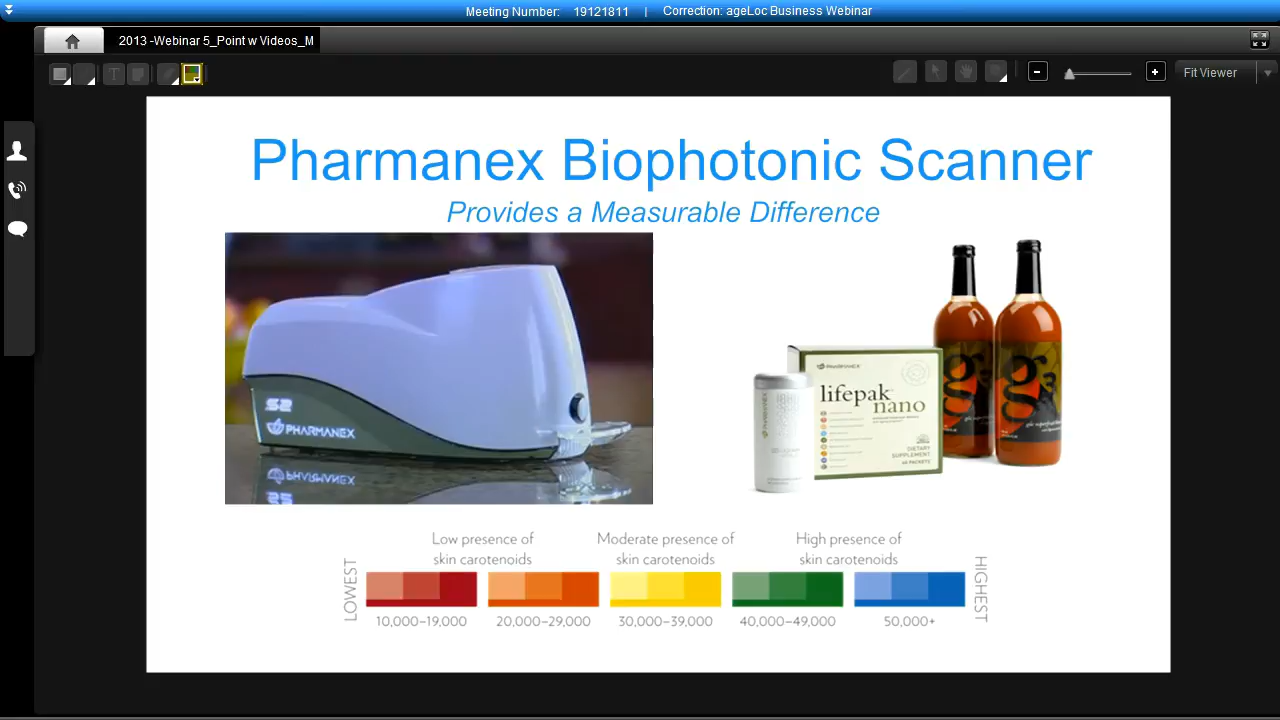 Meeting Number: 19121811 | Correction: ageLoc Business Webinar
2013 -Webinar 5_Point w Videos_M
T
Fit Viewer
Pharmanex Biophotonic Scanner
Provides a Measurable Difference
S2
PHARMANEX
PHARMANEX
lifepak
nano
DIETARY
SUPPLEMENT
g3
g3
PHARMANEX
Low presence of
skin carotenoids
Moderate presence of
skin carotenoids
High presence of
skin carotenoids
LOWEST
HIGHEST
10,000–19,000
20,000–29,000
30,000–39,000
40,000–49,000
50,000+